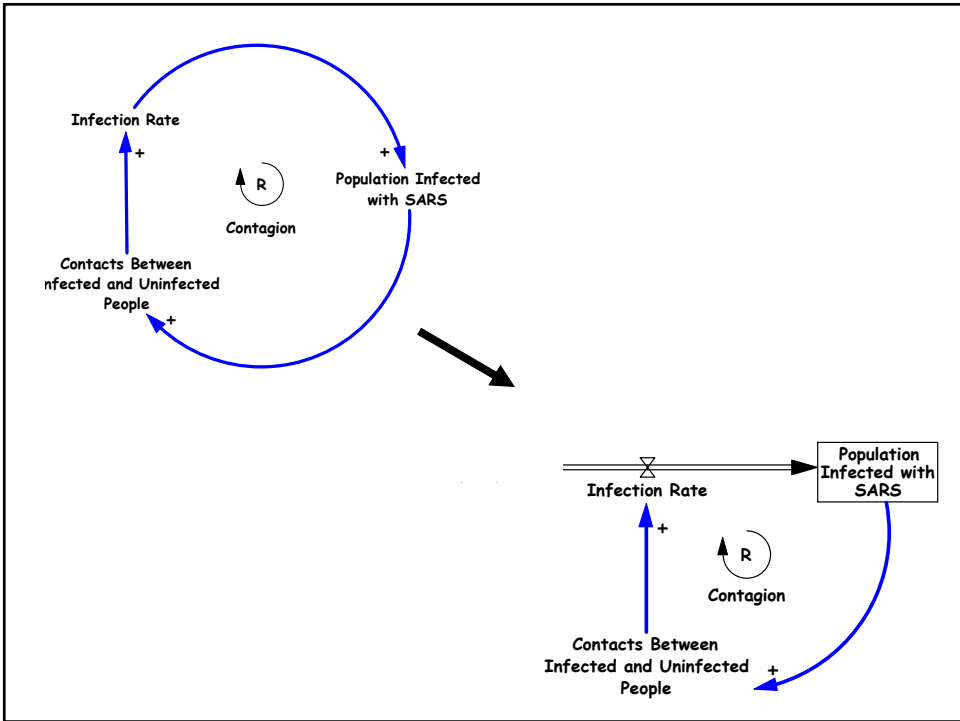 Infection Rate
+
+
Population Infected
with SARS
R
Contagion
Contacts Between
nfected and Uninfected
People
+
Population
Infected with
SARS
Infection Rate
+
R
Contagion
Contacts Between
Infected and Uninfected
People
+